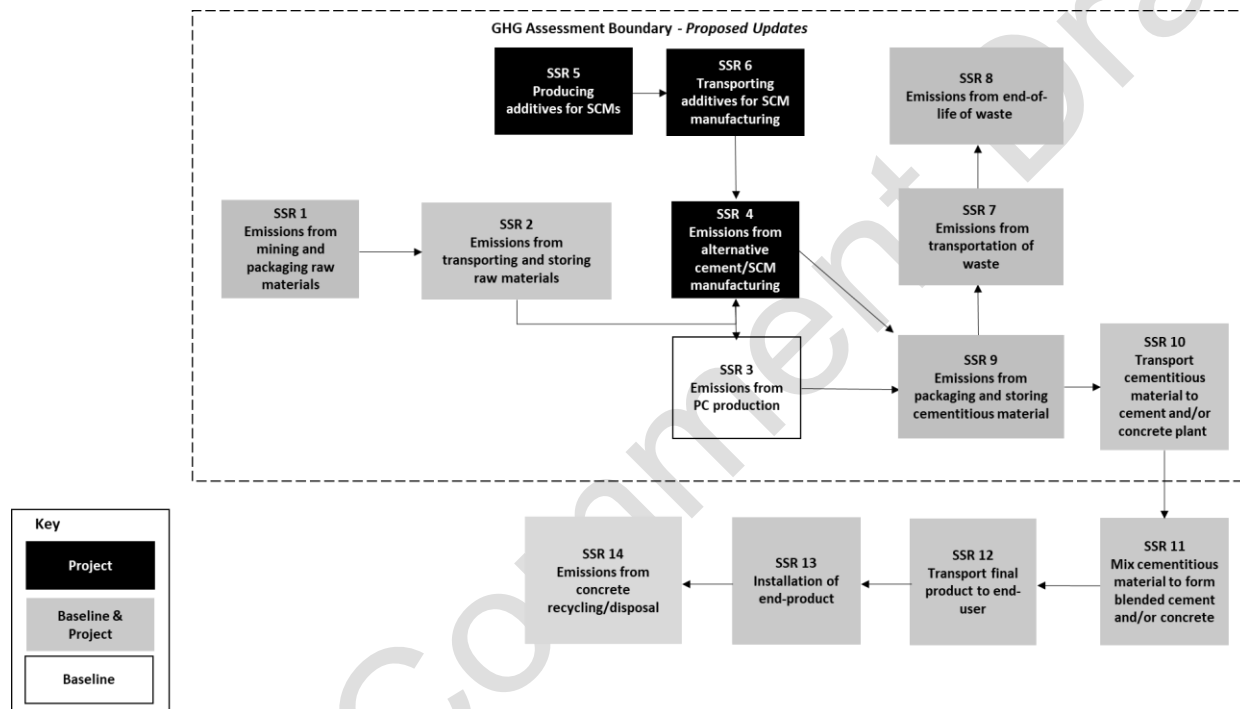 GHG Assessment Boundary - Proposed Updates
SSR 5
Producing
additives for SCMs
SSR 6
Transporting
additives for SCM
manufacturing
SSR 8
Emissions from end-of-
life of waste
SSR 1
Emissions from
mining and
packaging raw
materials
SSR 2
Emissions from
transporting and storing
raw materials
SSR 4
Emissions from
alternative
cement/SCM
manufacturing
SSR 7
Emissions from
transportation of
waste
SSR 3
Emissions from
PC production
SSR 9
Emissions from
packaging and storing
cementitious material
SSR 10
Transport
cementitious
material to
cement and/or
concrete plant
Key
Project
Baseline &
Project
Baseline
SSR 14
Emissions from
concrete
recycling/disposal
SSR 13
Installation of
end-product
SSR 12
Transport final
product to end-
user
SSR 11
Mix cementitious
material to form
blended cement
and/or concrete
Comment Dra